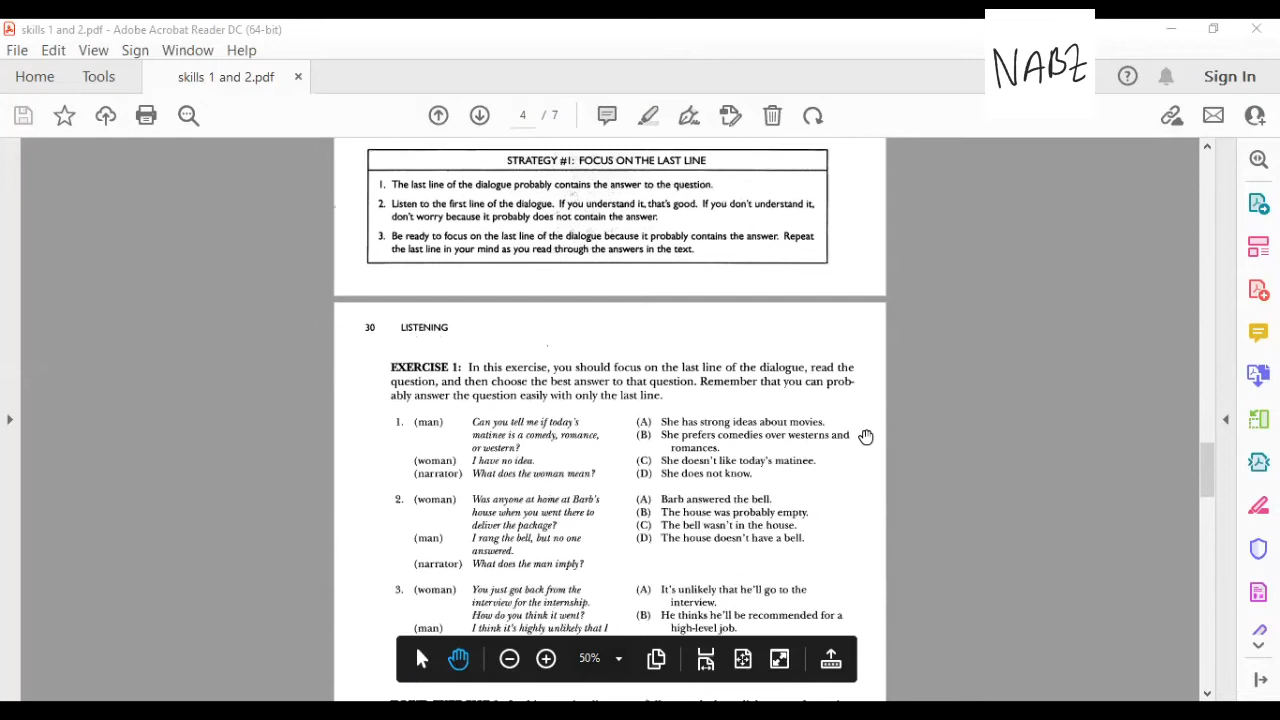 skills 1 and 2.pdf - Adobe Acrobat Reader DC (64-bit)
File Edit View Sign Window Help
NABZ
Home Tools skills 1 and 2.pdf × Sign In
4 / 7
STRATEGY #1: FOCUS ON THE LAST LINE
1. The last line of the dialogue probably contains the answer to the question.
2. Listen to the first line of the dialogue. If you understand it, that's good. If you don't understand it,
don't worry because it probably does not contain the answer.
3. Be ready to focus on the last line of the dialogue because it probably contains the answer. Repeat
the last line in your mind as you read through the answers in the text.
30 LISTENING
EXERCISE 1: In this exercise, you should focus on the last line of the dialogue, read the
question, and then choose the best answer to that question. Remember that you can prob-
ably answer the question easily with only the last line.
1. (man) Can you tell me if today's
matinee is a comedy, romance,
or western?
(woman) I have no idea.
(narrator) What does the woman mean?
(A) She has strong ideas about movies.
(B) She prefers comedies over westerns and
romances.
(C) She doesn't like today's matinee.
(D) She does not know.
2. (woman) Was anyone at home at Barb's
house when you went there to
deliver the package?
(man) I rang the bell, but no one
answered.
(narrator) What does the man imply?
(A) Barb answered the bell.
(B) The house was probably empty.
(C) The bell wasn't in the house.
(D) The house doesn't have a bell.
3. (woman) You just got back from the
interview for the internship.
How do you think it went?
(man) I think it's highly unlikely that I
(A) It's unlikely that he'll go to the
interview.
(B) He thinks he'll be recommended for a
high-level job.
50%